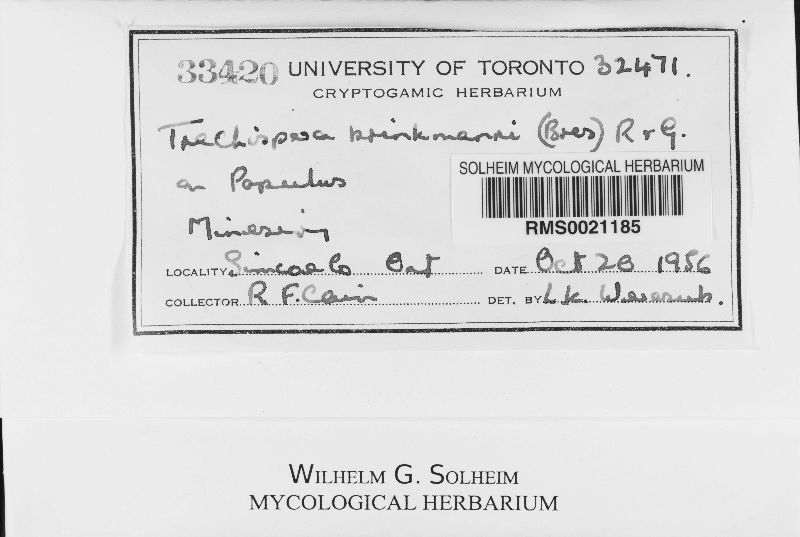 33420 UNIVERSITY OF TORONTO 32471.
CRYPTOGAMIC HERBARIUM
Trechispora brinkmanni (Bres) R & G.
on Populus
SOLHEIM MYCOLOGICAL HERBARIUM
RMS0021185
Minesing
LOCALITY Simcoe Co Ont DATE Oct 28 1956
COLLECTOR R F. Cain DET. BY L K. Weresub.
WILHELM G. SOLHEIM
MYCOLOGICAL HERBARIUM